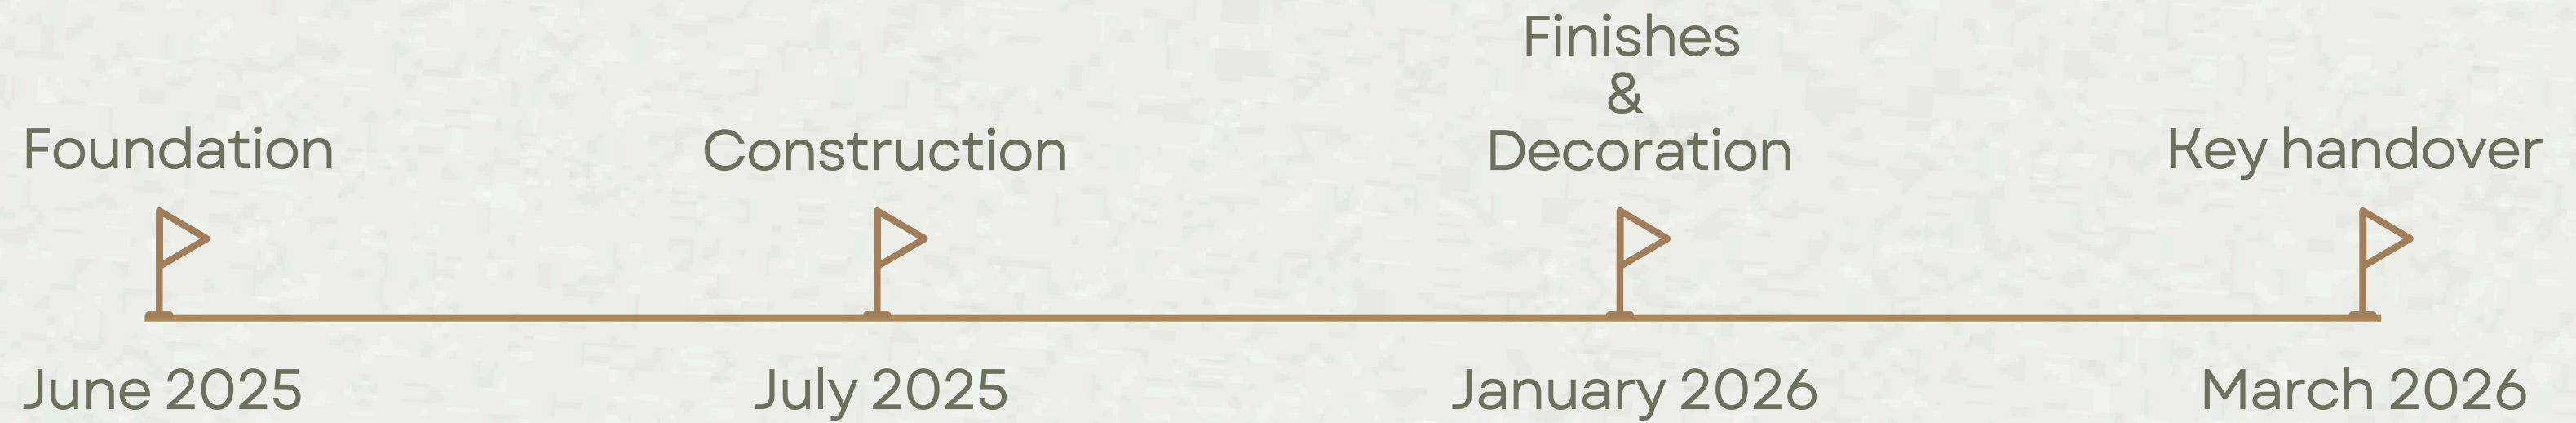 Finishes
&
Decoration
Foundation
Construction
Key handover
June 2025
July 2025
January 2026
March 2026